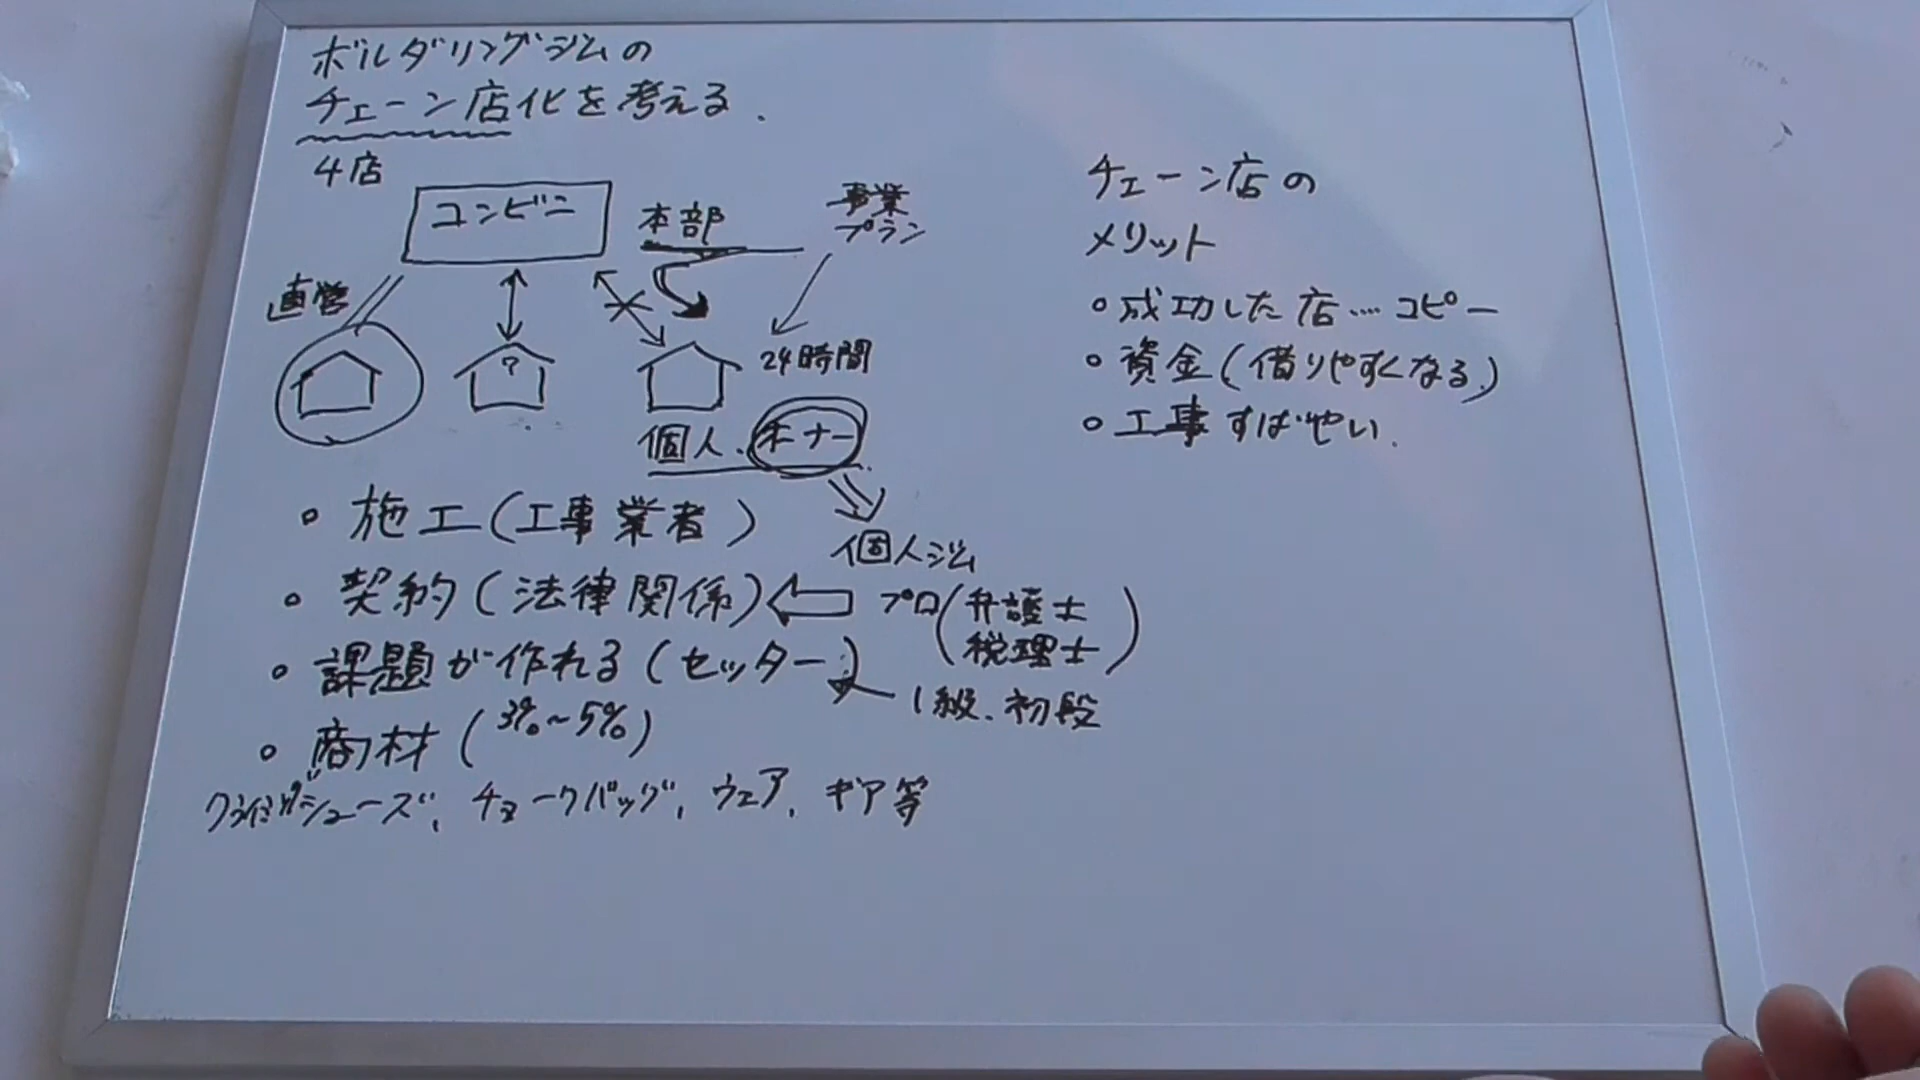 ボルダリングジムの
チェーン店化を考える.
4店
コンビニ
本部
事業
プラン
直営
?
24時間
個人.オーナー
個人ジム
。施工(工事業者)
。契約(法律関係) プロ(弁護士
税理士)
。課題が作れる(セッター)
1級.初段
。商材(3%~5%)
クライミングシューズ、チョークバッグ、ウェア、ギア等
チェーン店の
メリット
。成功した店…コピー
。資金(借りやすくなる)
。工事すばやい.